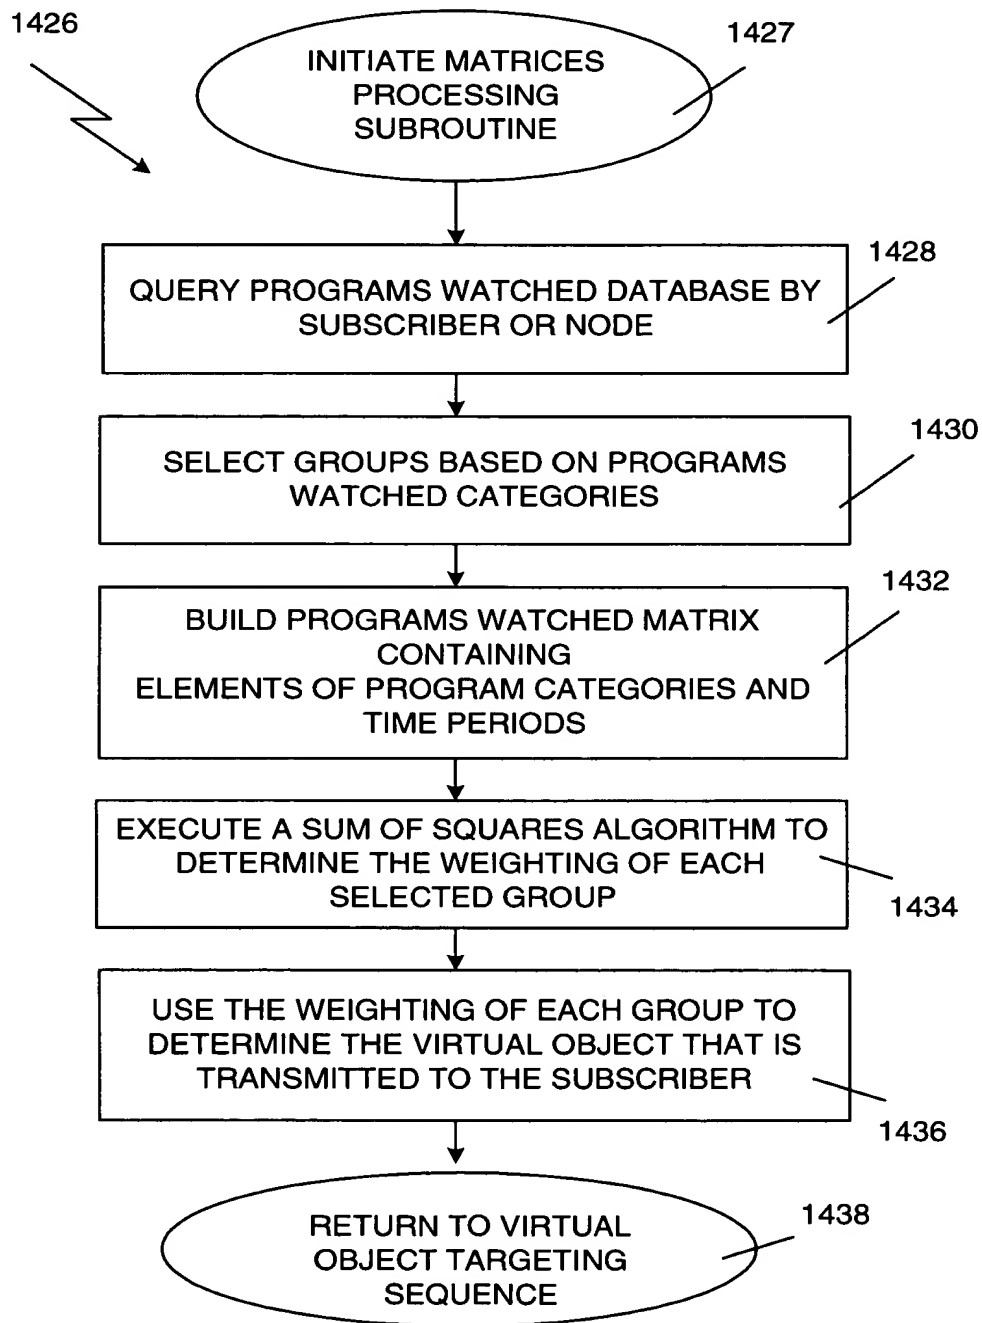 1426
INITIATE MATRICES
PROCESSING
SUBROUTINE
1427
QUERY PROGRAMS WATCHED DATABASE BY
SUBSCRIBER OR NODE
1428
SELECT GROUPS BASED ON PROGRAMS
WATCHED CATEGORIES
1430
BUILD PROGRAMS WATCHED MATRIX
CONTAINING
ELEMENTS OF PROGRAM CATEGORIES AND
TIME PERIODS
1432
EXECUTE A SUM OF SQUARES ALGORITHM TO
DETERMINE THE WEIGHTING OF EACH
SELECTED GROUP
1434
USE THE WEIGHTING OF EACH GROUP TO
DETERMINE THE VIRTUAL OBJECT THAT IS
TRANSMITTED TO THE SUBSCRIBER
1436
RETURN TO VIRTUAL
OBJECT TARGETING
SEQUENCE
1438